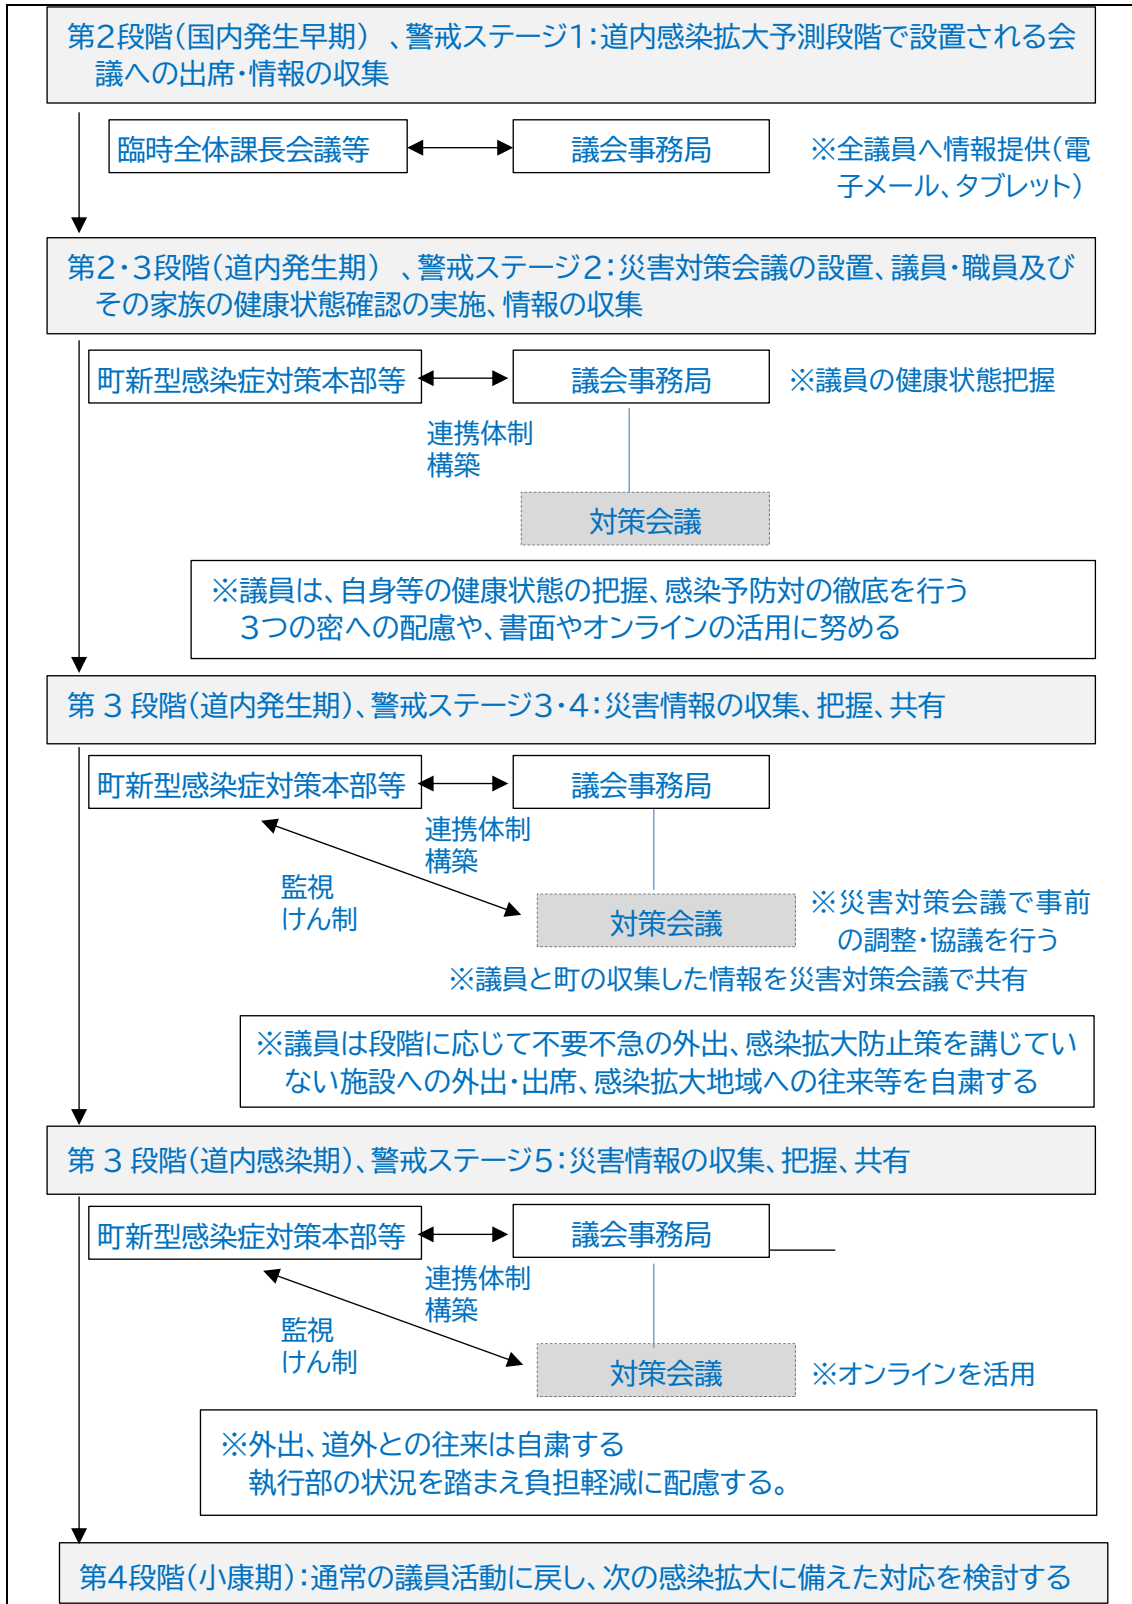 第2段階（国内発生早期） 、警戒ステージ1：道内感染拡大予測段階で設置される会
議への出席・情報の収集
臨時全体課長会議等
議会事務局
※全議員へ情報提供（電
子メール、タブレット）
第2・3段階（道内発生期） 、警戒ステージ2：災害対策会議の設置、議員・職員及び
その家族の健康状態確認の実施、情報の収集
町新型感染症対策本部等
議会事務局
※議員の健康状態把握
連携体制
構築
対策会議
※議員は、自身等の健康状態の把握、感染予防対の徹底を行う
3つの密への配慮や、書面やオンラインの活用に努める
第 3 段階（道内発生期）、警戒ステージ3・4：災害情報の収集、把握、共有
町新型感染症対策本部等
議会事務局
連携体制
構築
監視
けん制
対策会議
※災害対策会議で事前
の調整・協議を行う
※議員と町の収集した情報を災害対策会議で共有
※議員は段階に応じて不要不急の外出、感染拡大防止策を講じてい
ない施設への外出・出席、感染拡大地域への往来等を自粛する
第 3 段階（道内感染期）、警戒ステージ5：災害情報の収集、把握、共有
町新型感染症対策本部等
議会事務局
連携体制
構築
監視
けん制
対策会議
※オンラインを活用
※外出、道外との往来は自粛する
執行部の状況を踏まえ負担軽減に配慮する。
第4段階（小康期）：通常の議員活動に戻し、次の感染拡大に備えた対応を検討する